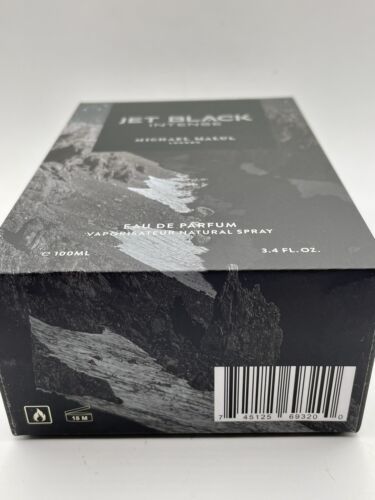 JET BLACK
INTENSE
MICHAEL MALUL
LONDON
EAU DE PARFUM
VAPORISATEUR NATURAL SPRAY
℮ 100ML
3.4 FL.OZ.
18 M
7 45125 69320 0